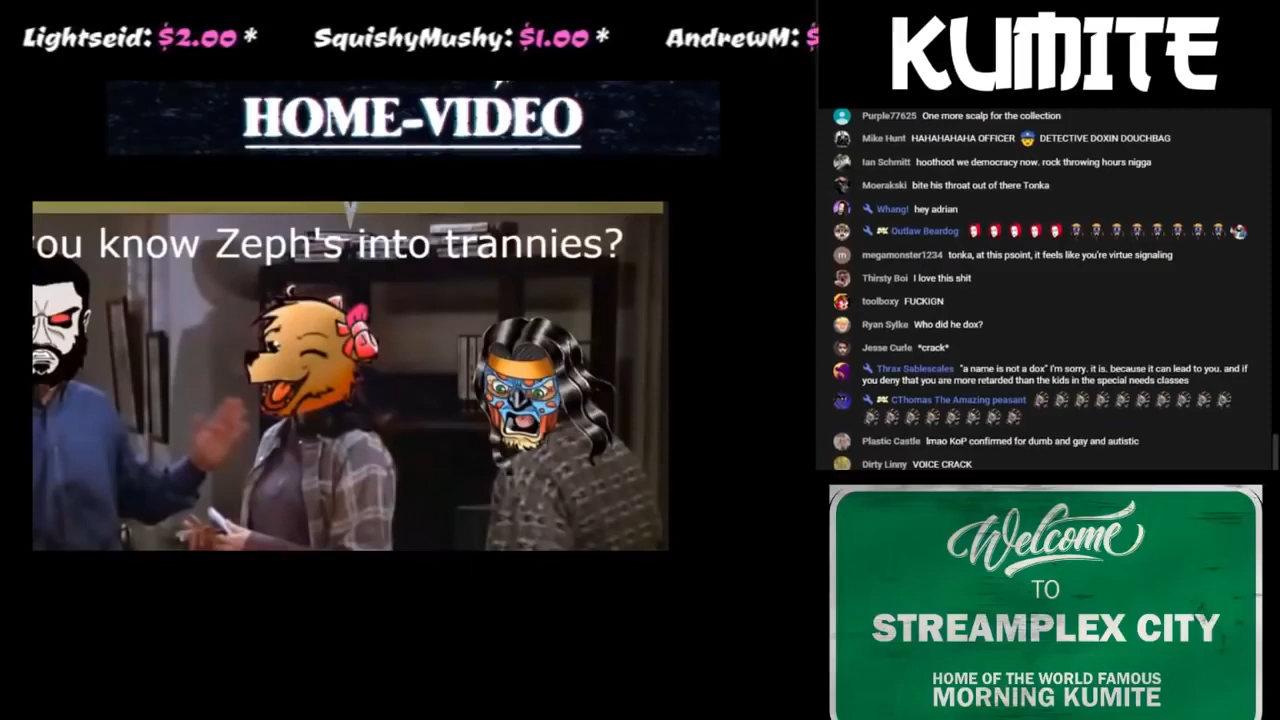 Lightseid: $2.00 * SquishyMushy: $1.00 * AndrewM: $
HOME-VIDEO
ou know Zeph's into trannies?
KUMITE
Purple77625 One more scalp for the collection
Mike Hunt HAHAHAHAHA OFFICER 👮 DETECTIVE DOXIN DOUCHBAG
Ian Schmitt hoothoot we democracy now. rock throwing hours nigga
Moerakski bite his throat out of there Tonka
Whang! hey adrian
Outlaw Beardog
megamonster1234 tonka, at this psoint, it feels like you're virtue signaling
Thirsty Boi I love this shit
toolboxy FUCKIGN
Ryan Sylke Who did he dox?
Jesse Curle *crack*
Thrax Sablescales "a name is not a dox" I'm sorry. it is. because it can lead to you. and if
you deny that you are more retarded than the kids in the special needs classes
CThomas The Amazing peasant
Plastic Castle lmao KoP confirmed for dumb and gay and autistic
Dirty Linny VOICE CRACK
Welcome
TO
STREAMPLEX CITY
HOME OF THE WORLD FAMOUS
MORNING KUMITE